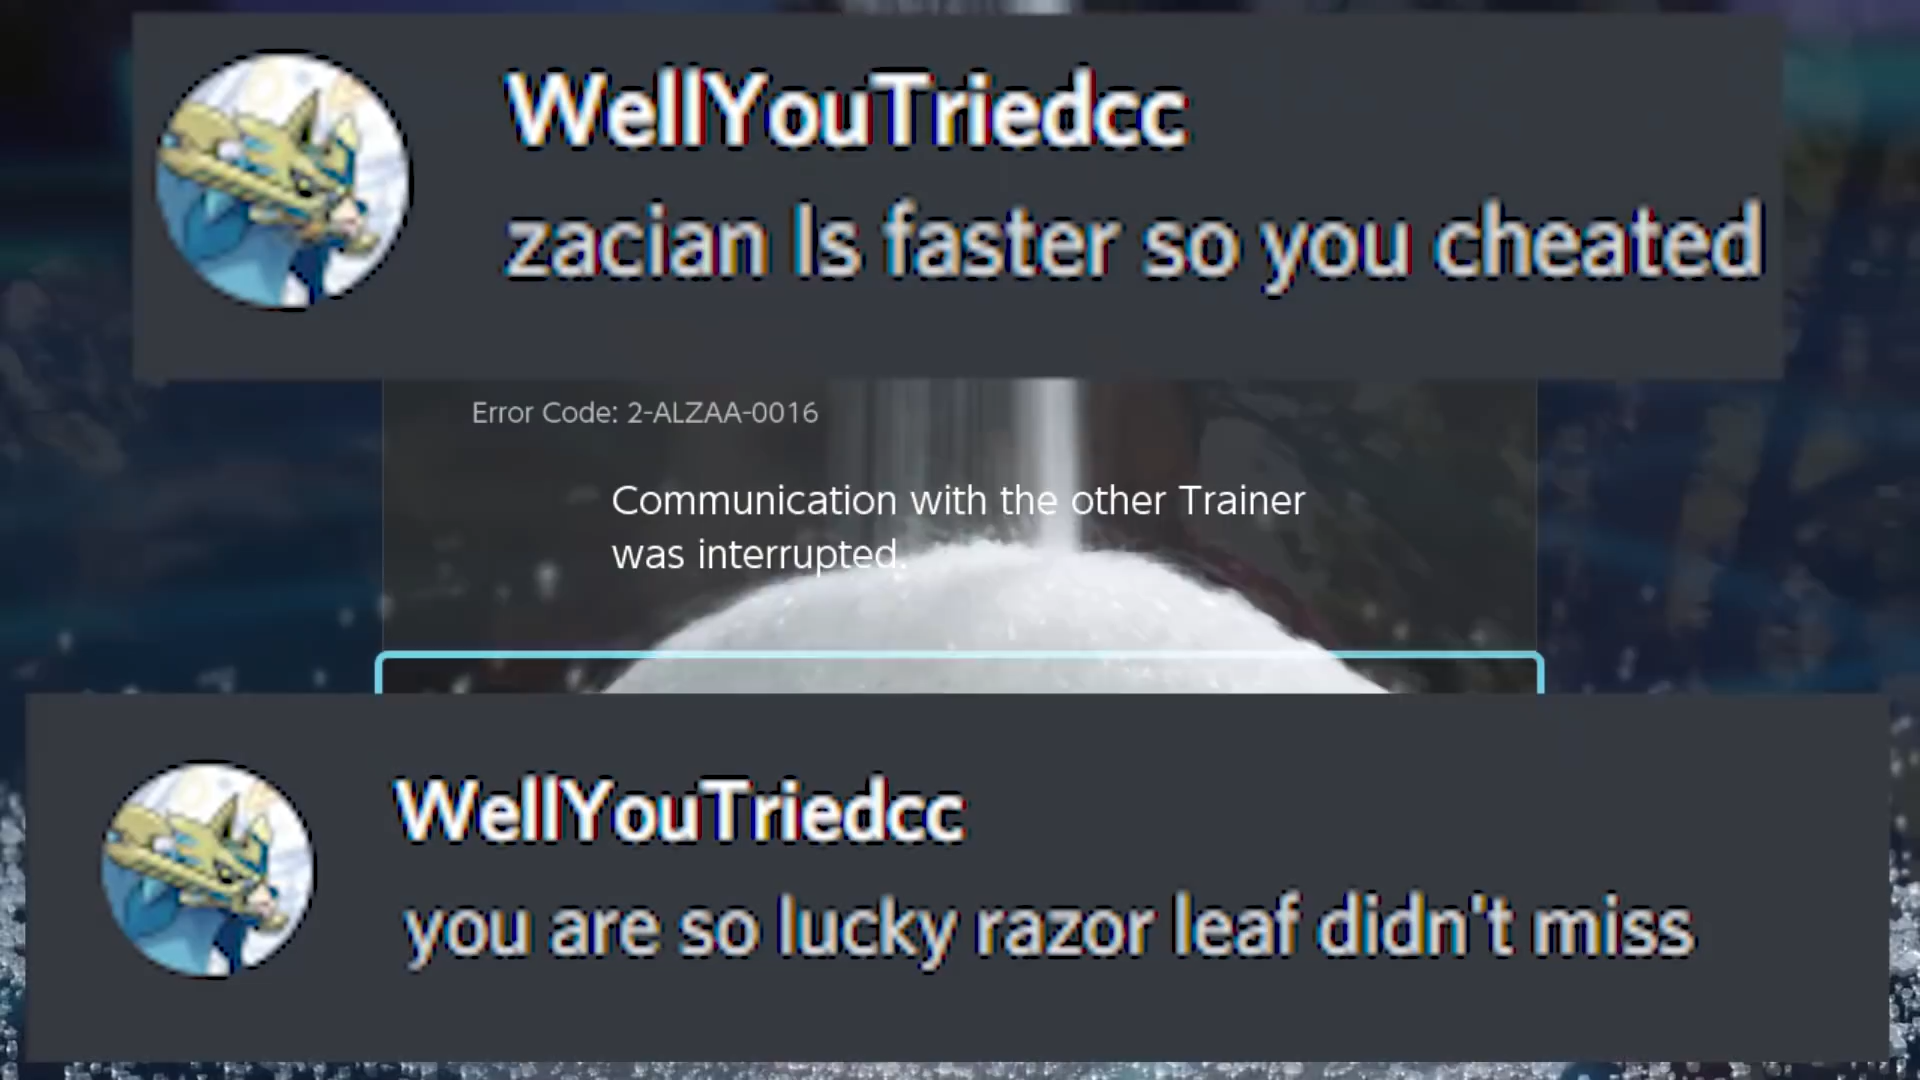 WellYouTriedcc
zacian Is faster so you cheated
Error Code: 2-ALZAA-0016
Communication with the other Trainer
was interrupted.
WellYouTriedcc
you are so lucky razor leaf didn't miss